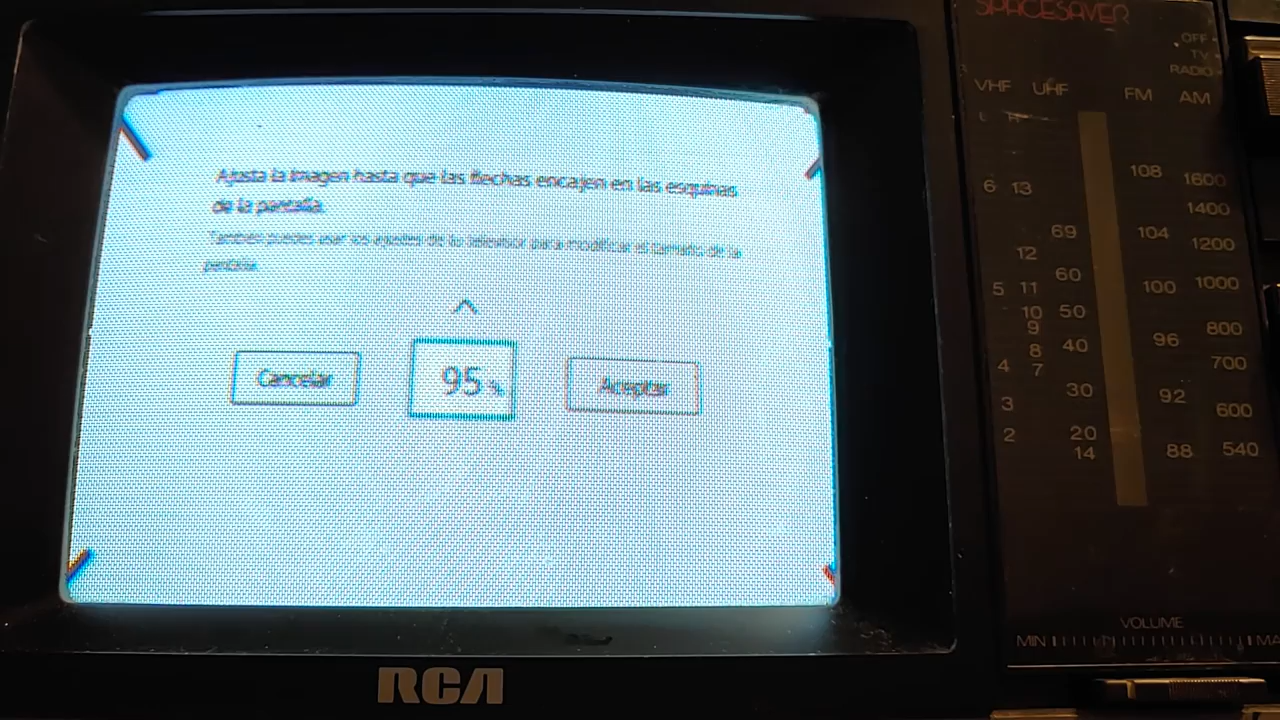 Ajusta la imagen hasta que las flechas encajen en las esquinas
de la pantalla.
También puedes usar los ajustes de tu televisor para modificar el tamaño de la
pantalla.
Cancelar
95 %
Aceptar
RCA
SPACESAVER
OFF
TV
RADIO
VHF UHF FM AM
6 13 108 1600
1400
69 104 1200
12
5 11 60 100 1000
10 50
9 96 800
8 40
4 7 700
30 92
3 600
2 20 88 540
14
VOLUME
MIN